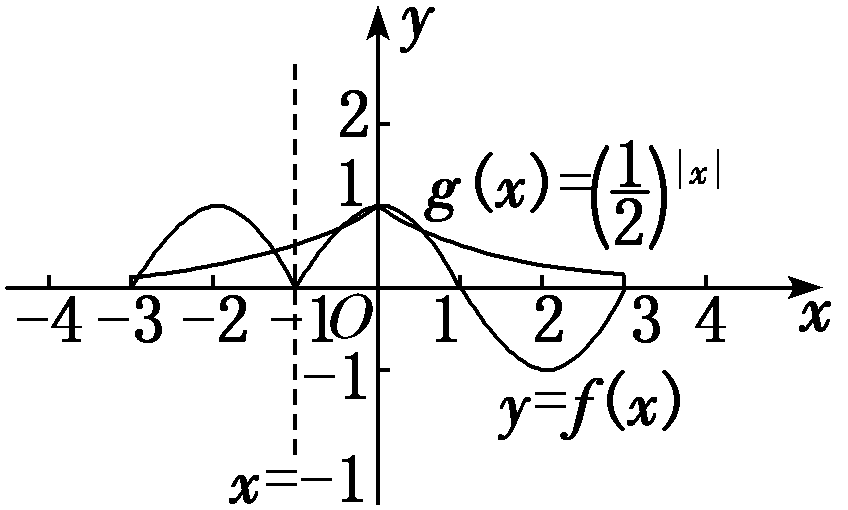 y
2
1
g(x)=(1/2)^|x|
-4 -3 -2 -1 O 1 2 3 4 x
-1
y=f(x)
x=-1